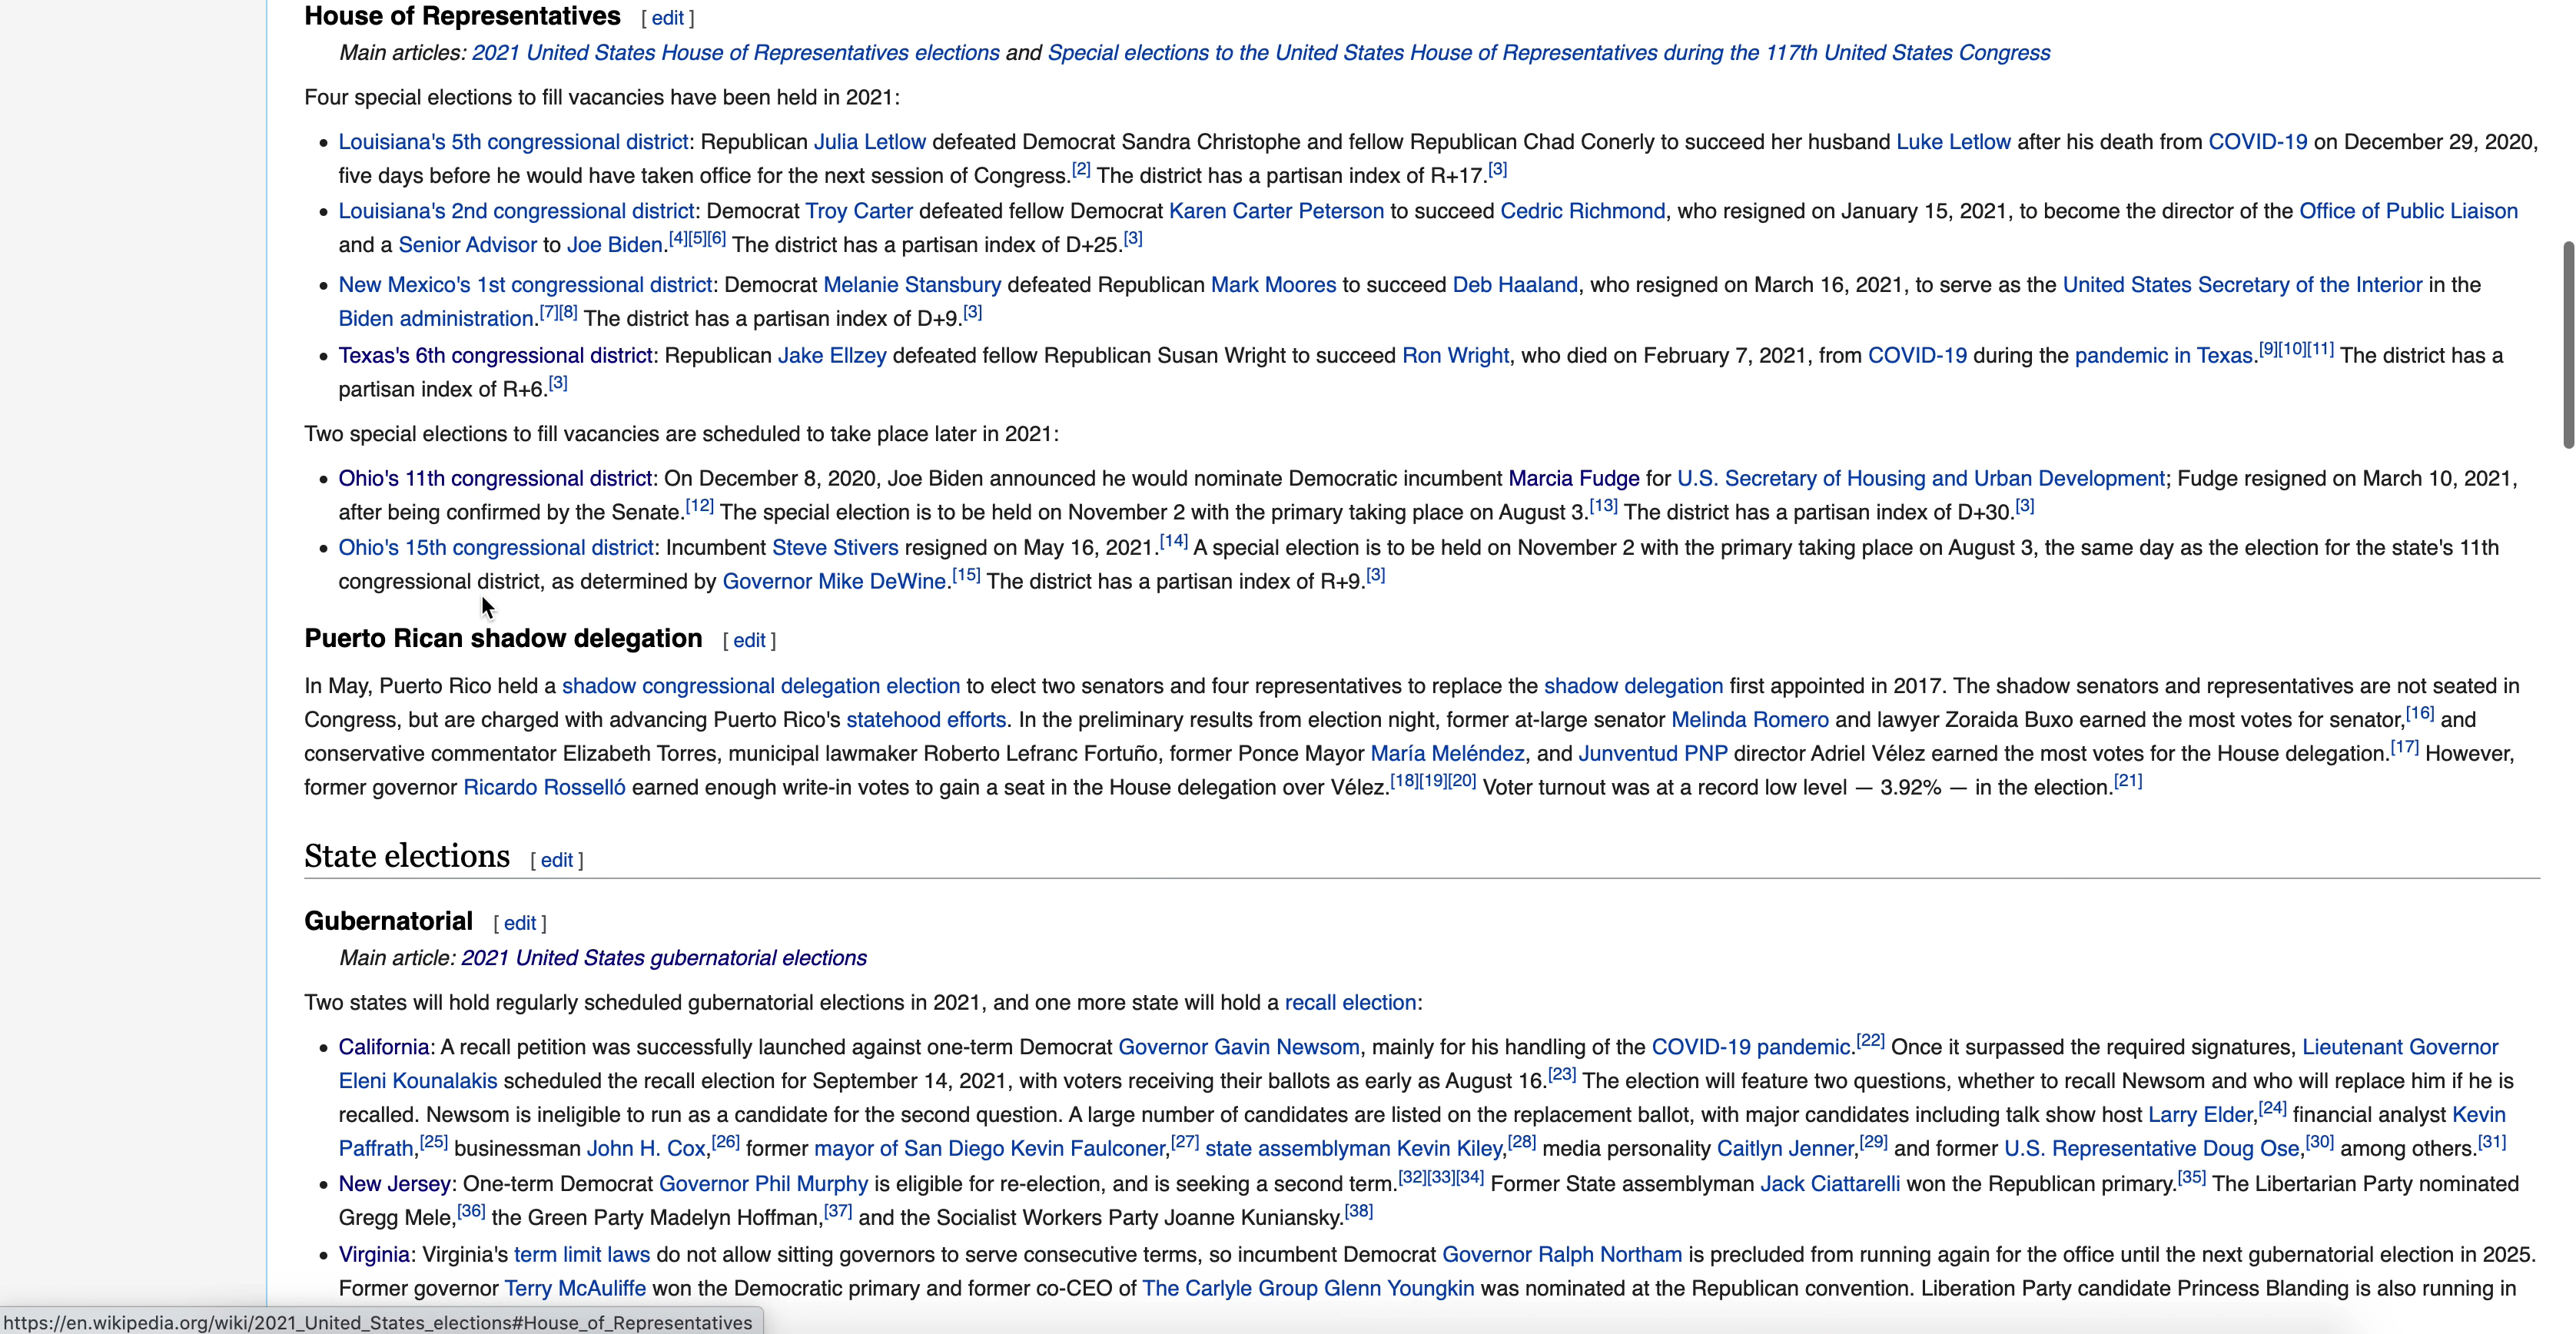 House of Representatives [ edit ]
Main articles: 2021 United States House of Representatives elections and Special elections to the United States House of Representatives during the 117th United States Congress
Four special elections to fill vacancies have been held in 2021:
• Louisiana's 5th congressional district: Republican Julia Letlow defeated Democrat Sandra Christophe and fellow Republican Chad Conerly to succeed her husband Luke Letlow after his death from COVID-19 on December 29, 2020,
five days before he would have taken office for the next session of Congress.[2] The district has a partisan index of R+17.[3]
• Louisiana's 2nd congressional district: Democrat Troy Carter defeated fellow Democrat Karen Carter Peterson to succeed Cedric Richmond, who resigned on January 15, 2021, to become the director of the Office of Public Liaison
and a Senior Advisor to Joe Biden.[4][5][6] The district has a partisan index of D+25.[3]
• New Mexico's 1st congressional district: Democrat Melanie Stansbury defeated Republican Mark Moores to succeed Deb Haaland, who resigned on March 16, 2021, to serve as the United States Secretary of the Interior in the
Biden administration.[7][8] The district has a partisan index of D+9.[3]
• Texas's 6th congressional district: Republican Jake Ellzey defeated fellow Republican Susan Wright to succeed Ron Wright, who died on February 7, 2021, from COVID-19 during the pandemic in Texas.[9][10][11] The district has a
partisan index of R+6.[3]
Two special elections to fill vacancies are scheduled to take place later in 2021:
• Ohio's 11th congressional district: On December 8, 2020, Joe Biden announced he would nominate Democratic incumbent Marcia Fudge for U.S. Secretary of Housing and Urban Development; Fudge resigned on March 10, 2021,
after being confirmed by the Senate.[12] The special election is to be held on November 2 with the primary taking place on August 3.[13] The district has a partisan index of D+30.[3]
• Ohio's 15th congressional district: Incumbent Steve Stivers resigned on May 16, 2021.[14] A special election is to be held on November 2 with the primary taking place on August 3, the same day as the election for the state's 11th
congressional district, as determined by Governor Mike DeWine.[15] The district has a partisan index of R+9.[3]
Puerto Rican shadow delegation [ edit ]
In May, Puerto Rico held a shadow congressional delegation election to elect two senators and four representatives to replace the shadow delegation first appointed in 2017. The shadow senators and representatives are not seated in
Congress, but are charged with advancing Puerto Rico's statehood efforts. In the preliminary results from election night, former at-large senator Melinda Romero and lawyer Zoraida Buxo earned the most votes for senator,[16] and
conservative commentator Elizabeth Torres, municipal lawmaker Roberto Lefranc Fortuño, former Ponce Mayor María Meléndez, and Junventud PNP director Adriel Vélez earned the most votes for the House delegation.[17] However,
former governor Ricardo Rosselló earned enough write-in votes to gain a seat in the House delegation over Vélez.[18][19][20] Voter turnout was at a record low level — 3.92% — in the election.[21]
State elections [ edit ]
Gubernatorial [ edit ]
Main article: 2021 United States gubernatorial elections
Two states will hold regularly scheduled gubernatorial elections in 2021, and one more state will hold a recall election:
• California: A recall petition was successfully launched against one-term Democrat Governor Gavin Newsom, mainly for his handling of the COVID-19 pandemic.[22] Once it surpassed the required signatures, Lieutenant Governor
Eleni Kounalakis scheduled the recall election for September 14, 2021, with voters receiving their ballots as early as August 16.[23] The election will feature two questions, whether to recall Newsom and who will replace him if he is
recalled. Newsom is ineligible to run as a candidate for the second question. A large number of candidates are listed on the replacement ballot, with major candidates including talk show host Larry Elder,[24] financial analyst Kevin
Paffrath,[25] businessman John H. Cox,[26] former mayor of San Diego Kevin Faulconer,[27] state assemblyman Kevin Kiley,[28] media personality Caitlyn Jenner,[29] and former U.S. Representative Doug Ose,[30] among others.[31]
• New Jersey: One-term Democrat Governor Phil Murphy is eligible for re-election, and is seeking a second term.[32][33][34] Former State assemblyman Jack Ciattarelli won the Republican primary.[35] The Libertarian Party nominated
Gregg Mele,[36] the Green Party Madelyn Hoffman,[37] and the Socialist Workers Party Joanne Kuniansky.[38]
• Virginia: Virginia's term limit laws do not allow sitting governors to serve consecutive terms, so incumbent Democrat Governor Ralph Northam is precluded from running again for the office until the next gubernatorial election in 2025.
Former governor Terry McAuliffe won the Democratic primary and former co-CEO of The Carlyle Group Glenn Youngkin was nominated at the Republican convention. Liberation Party candidate Princess Blanding is also running in
https://en.wikipedia.org/wiki/2021_United_States_elections#House_of_Representatives